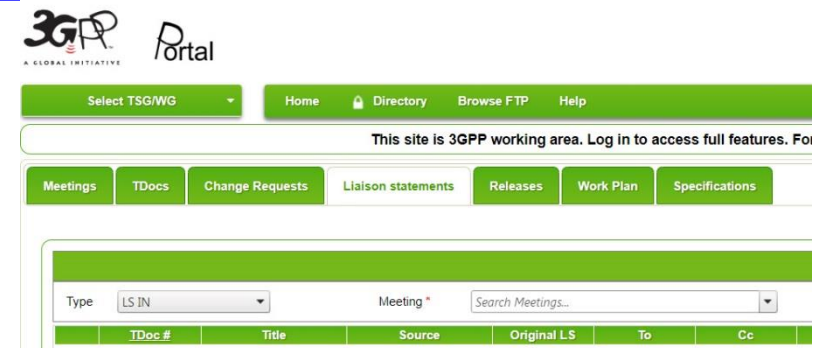 3GPP
A GLOBAL INITIATIVE
Portal
Select TSG/WG Home Directory Browse FTP Help
This site is 3GPP working area. Log in to access full features. Fo
Meetings TDocs Change Requests Liaison statements Releases Work Plan Specifications
Type LS IN Meeting * Search Meetings...
TDoc # Title Source Original LS To Cc